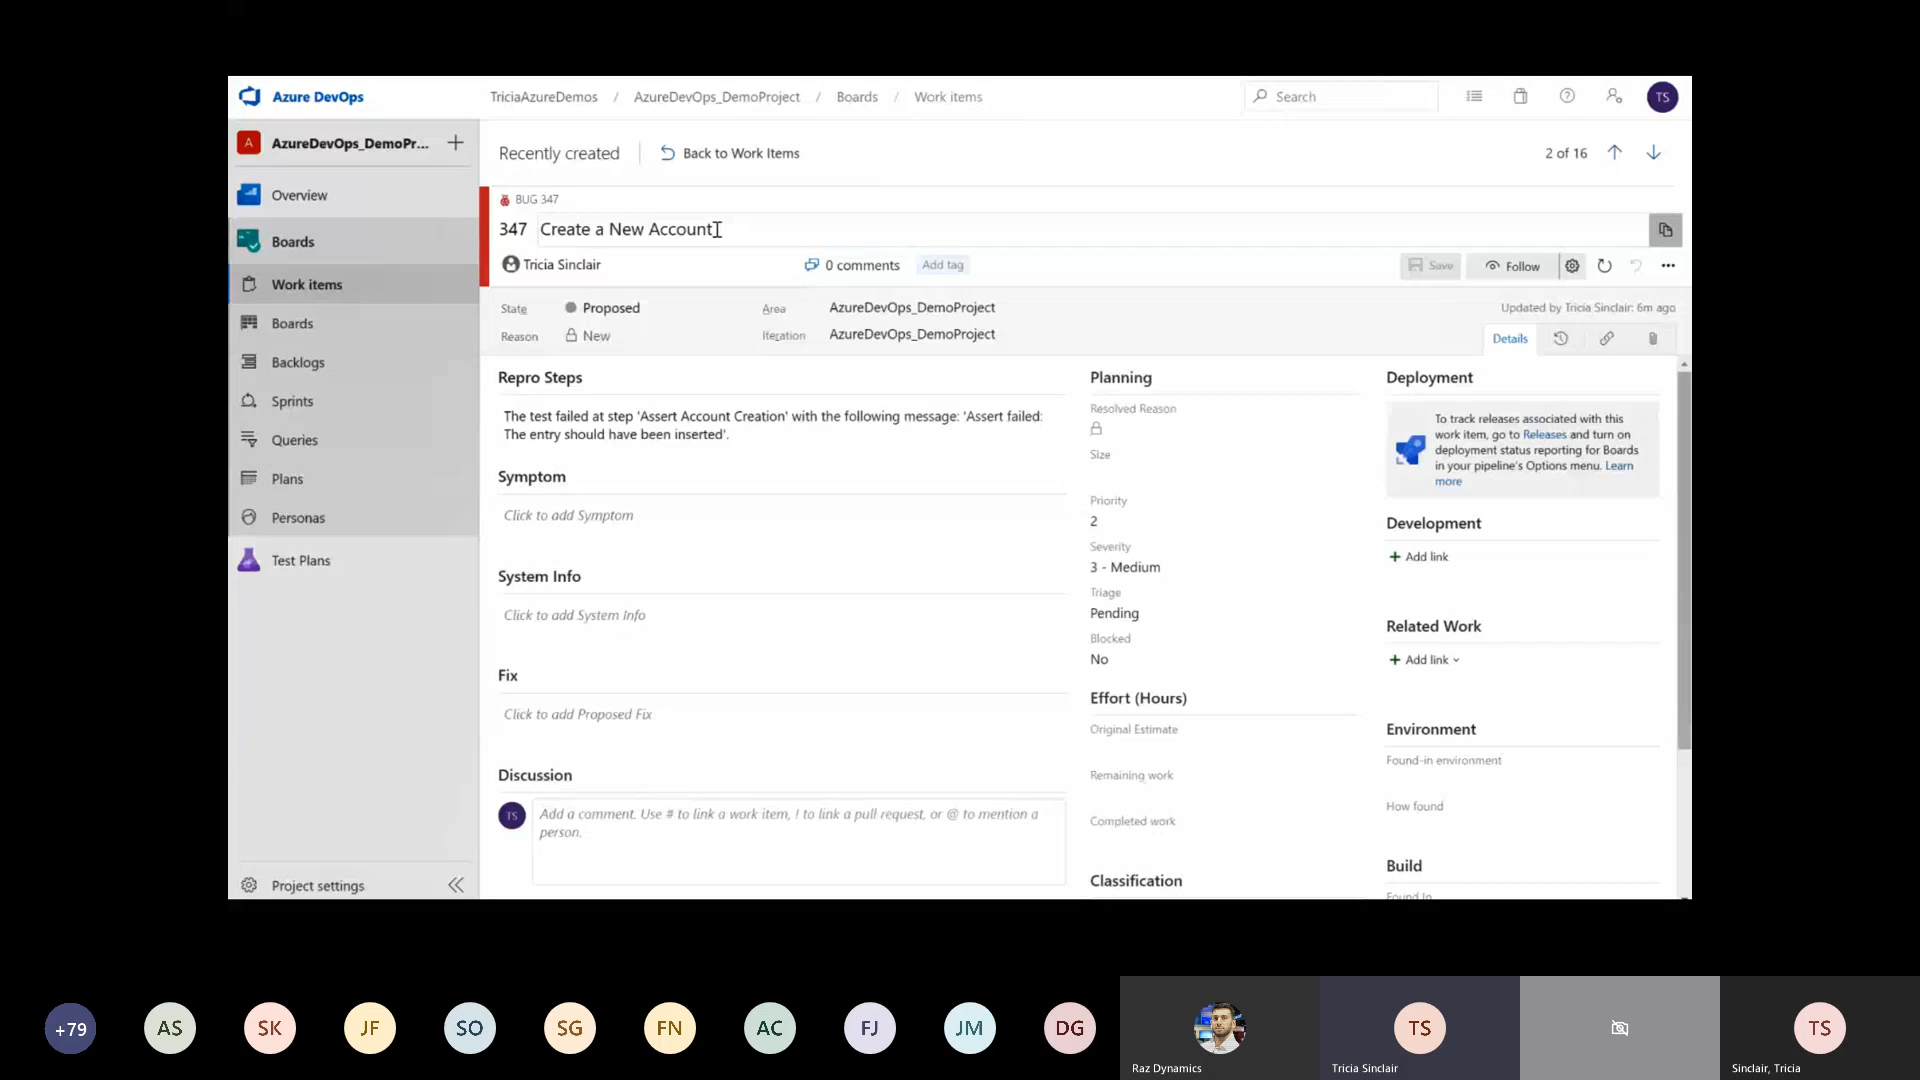 Azure DevOps
TriciaAzureDemos / AzureDevOps_DemoProject / Boards / Work items
Search
TS
A AzureDevOps_DemoPr...
Overview
Boards
Work items
Boards
Backlogs
Sprints
Queries
Plans
Personas
Test Plans
Project settings
Recently created
Back to Work Items
2 of 16
BUG 347
347 Create a New Account
Tricia Sinclair
0 comments
Add tag
Save
Follow
State Proposed
Area AzureDevOps_DemoProject
Updated by Tricia Sinclair: 6m ago
Reason New
Iteration AzureDevOps_DemoProject
Details
Repro Steps
The test failed at step 'Assert Account Creation' with the following message: 'Assert failed:
The entry should have been inserted'.
Symptom
Click to add Symptom
System Info
Click to add System Info
Fix
Click to add Proposed Fix
Discussion
TS
Add a comment. Use # to link a work item, ! to link a pull request, or @ to mention a
person.
Planning
Resolved Reason
Size
Priority
2
Severity
3 - Medium
Triage
Pending
Blocked
No
Effort (Hours)
Original Estimate
Remaining work
Completed work
Classification
Deployment
To track releases associated with this
work item, go to Releases and turn on
deployment status reporting for Boards
in your pipeline's Options menu. Learn
more
Development
+ Add link
Related Work
+ Add link
Environment
Found-in environment
How found
Build
Found In
+79
AS
SK
JF
SO
SG
FN
AC
FJ
JM
DG
Raz Dynamics
TS
Tricia Sinclair
TS
Sinclair, Tricia